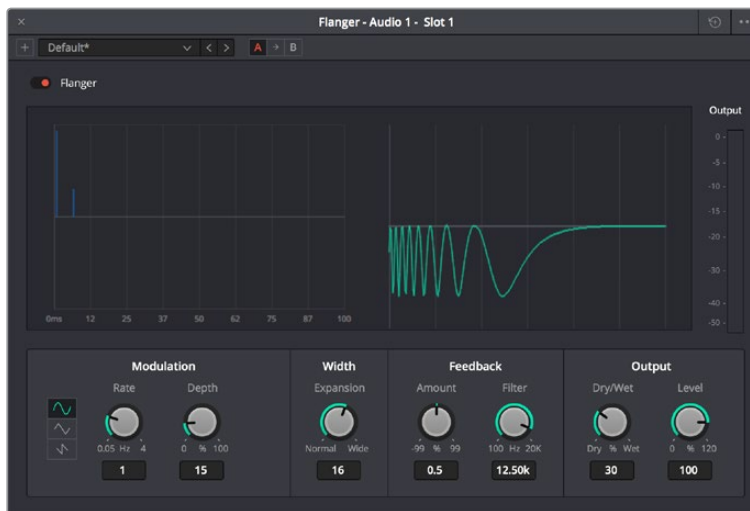 Flanger - Audio 1 - Slot 1
Default*
A B
Flanger
Output
0
-5
-10
-15
-20
-30
-40
-50
0ms 12 25 37 50 62 75 87 100
Modulation
Rate Depth
0.05 Hz 4
0 % 100
1
15
Width
Expansion
Normal Wide
16
Feedback
Amount Filter
-99 % 99
100 Hz 20K
0.5
12.50k
Output
Dry/Wet Level
Dry % Wet
0 % 120
30
100